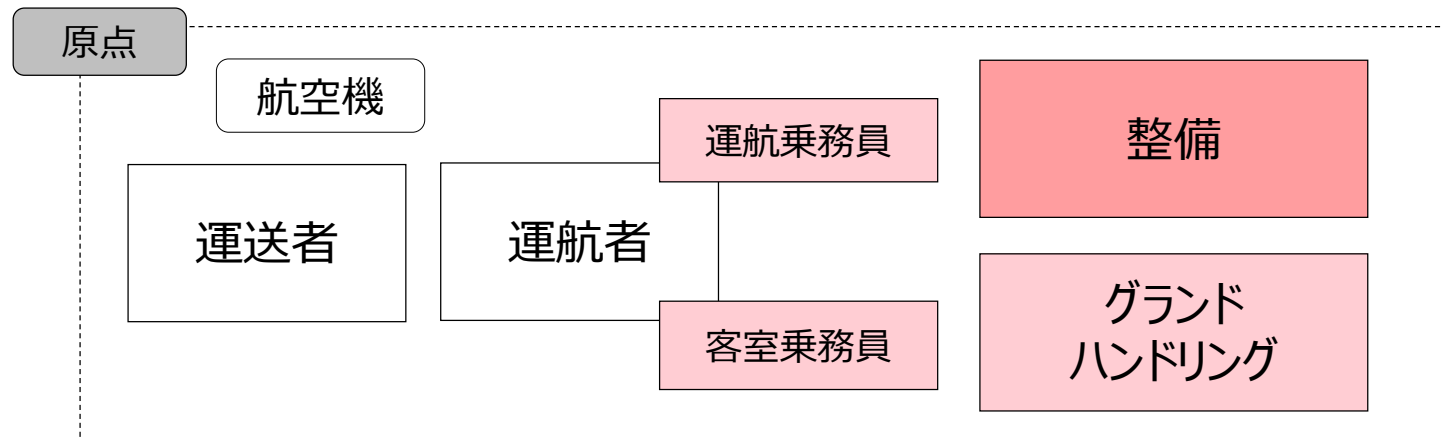 原点
航空機
運送者
運航者
運航乗務員
客室乗務員
整備
グランド
ハンドリング